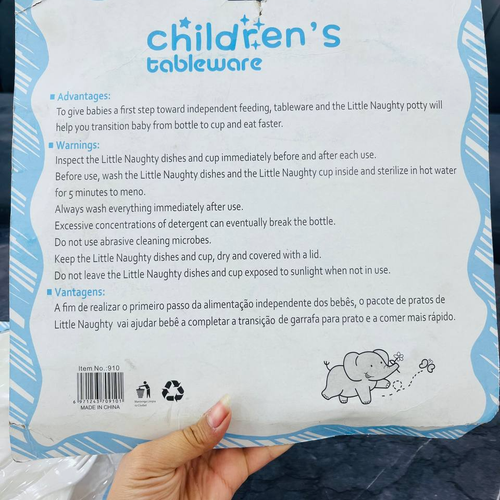 children's
tableware
Advantages:
To give babies a first step toward independent feeding, tableware and the Little Naughty potty will
help you transition baby from bottle to cup and eat faster.
Warnings:
Inspect the Little Naughty dishes and cup immediately before and after each use.
Before use, wash the Little Naughty dishes and the Little Naughty cup inside and sterilize in hot water
for 5 minutes to meno.
Always wash everything immediately after use.
Excessive concentrations of detergent can eventually break the bottle.
Do not use abrasive cleaning microbes.
Keep the Little Naughty dishes and cup, dry and covered with a lid.
Do not leave the Little Naughty dishes and cup exposed to sunlight when not in use.
Vantagens:
A fim de realizar o primeiro passo da alimentação independente dos bebês, o pacote de pratos de
Little Naughty vai ajudar bebê a completar a transição de garrafa para prato e a comer mais rápido.
Item No.:910
MADE IN CHINA